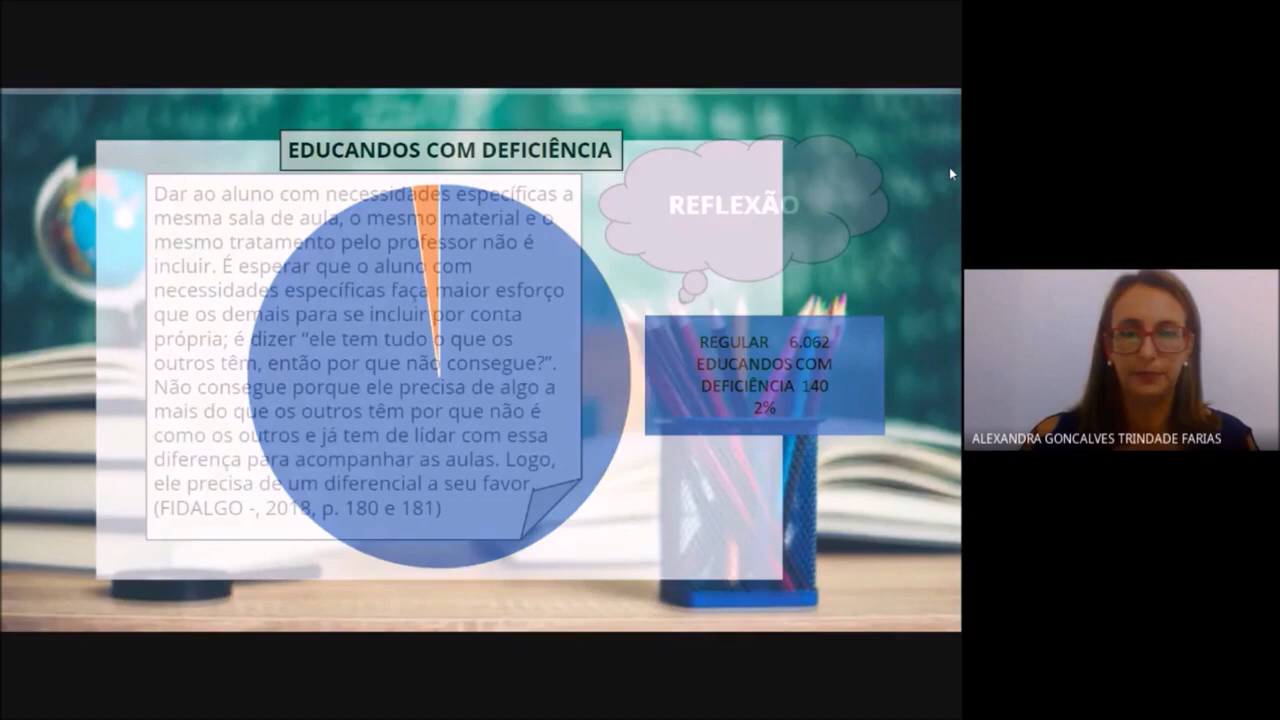 EDUCANDOS COM DEFICIÊNCIA
Dar ao aluno com necessidades específicas a
mesma sala de aula, o mesmo material e o
mesmo tratamento pelo professor não é
incluir. É esperar que o aluno com
necessidades específicas faça maior esforço
que os demais para se incluir por conta
própria; é dizer “ele tem tudo o que os
outros têm, então por que não consegue?”.
Não consegue porque ele precisa de algo a
mais do que os outros têm por que não é
como os outros e já tem de lidar com essa
diferença para acompanhar as aulas. Logo,
ele precisa de um diferencial a seu favor.
(FIDALGO -, 2018, p. 180 e 181)
REFLEXÃO
REGULAR 6.062
EDUCANDOS COM
DEFICIÊNCIA 140
2%
ALEXANDRA GONCALVES TRINDADE FARIAS